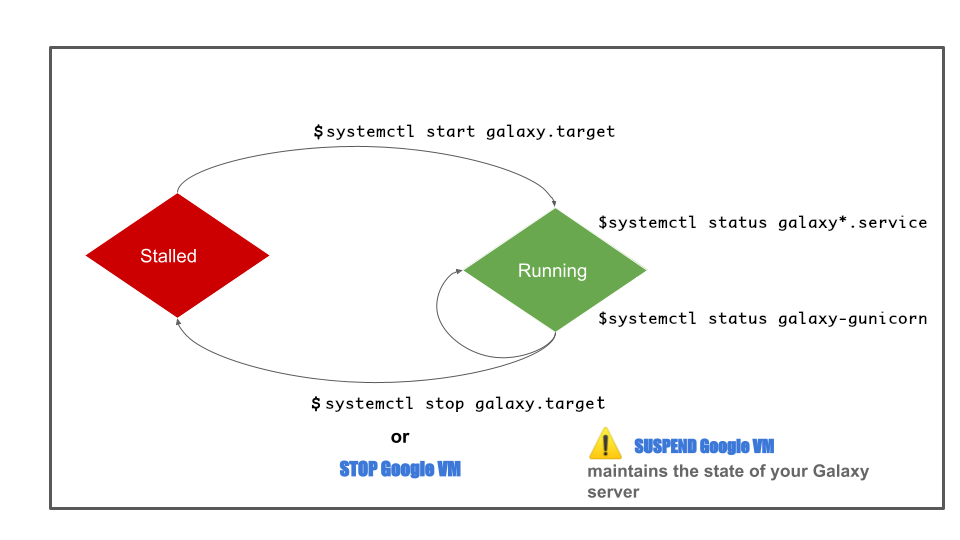 $systemctl start galaxy.target
Stalled
Running
$systemctl status galaxy*.service
$systemctl status galaxy-gunicorn
$systemctl stop galaxy.target
or
STOP Google VM
SUSPEND Google VM
maintains the state of your Galaxy
server